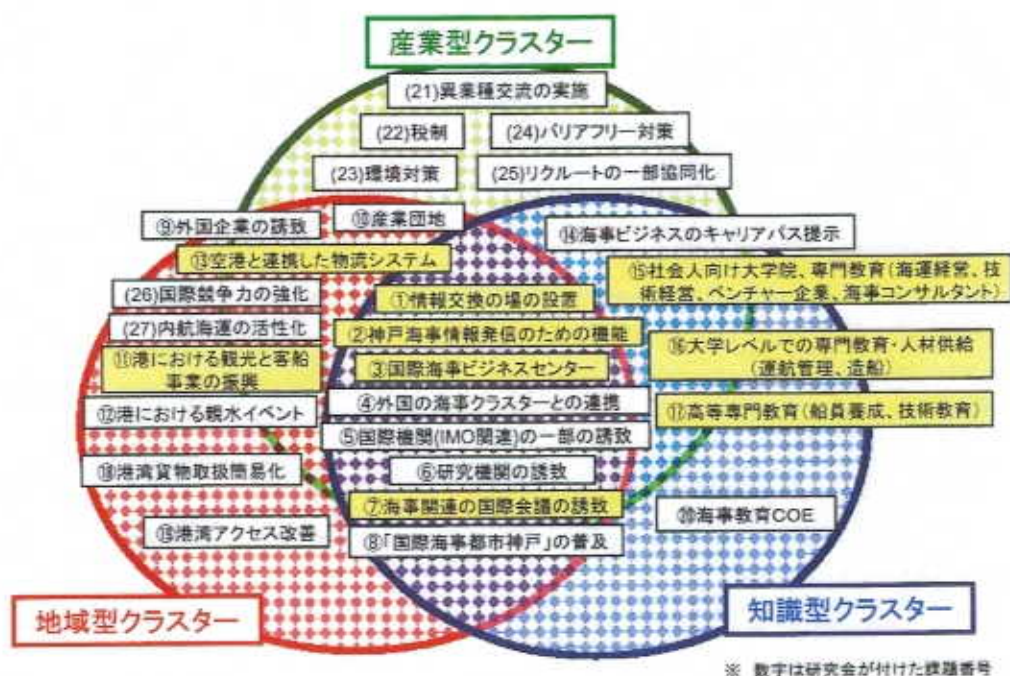 産業型クラスター
(21)異業種交流の実施
(22)税制
(24)バリアフリー対策
(23)環境対策
(25)リクルートの一部協同化
⑨外国企業の誘致
⑩産業団地
⑭海事ビジネスのキャリアパス提示
⑬空港と連携した物流システム
⑮社会人向け大学院、専門教育(海運経営、技
術経営、ベンチャー企業、海事コンサルタント)
(26)国際競争力の強化
①情報交換の場の設置
(27)内航海運の活性化
②神戸海事情報発信のための機能
⑯大学レベルでの専門教育・人材供給
(運航管理、造船)
⑪港における観光と客船
事業の振興
③国際海事ビジネスセンター
④外国の海事クラスターとの連携
⑫港における親水イベント
⑰高等専門教育(船員養成、技術教育)
⑤国際機関(IMO関連)の一部の誘致
⑱港湾貨物取扱簡易化
⑥研究機関の誘致
⑦海事関連の国際会議の誘致
⑳海事教育COE
⑲港湾アクセス改善
⑧「国際海事都市神戸」の普及
地域型クラスター
知識型クラスター
※ 数字は研究会が付けた課題番号